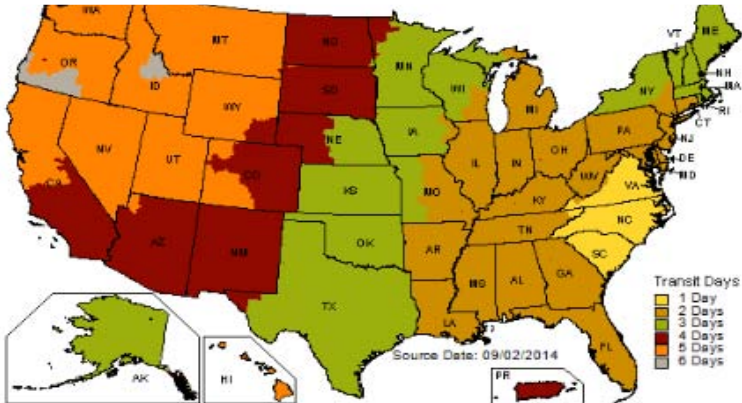 WA
MT
ND
OR
ID
WY
SD
MN
WI
MI
NY
VT
ME
NH
MA
RI
CT
NV
UT
CO
NE
IA
IL
IN
OH
PA
NJ
DE
MD
WV
VA
CA
AZ
NM
KS
MO
KY
TN
NC
SC
OK
AR
TX
LA
MS
AL
GA
FL
AK
HI
PR
Transit Days
1 Day
2 Days
3 Days
4 Days
5 Days
6 Days
Source Date: 09/02/2014